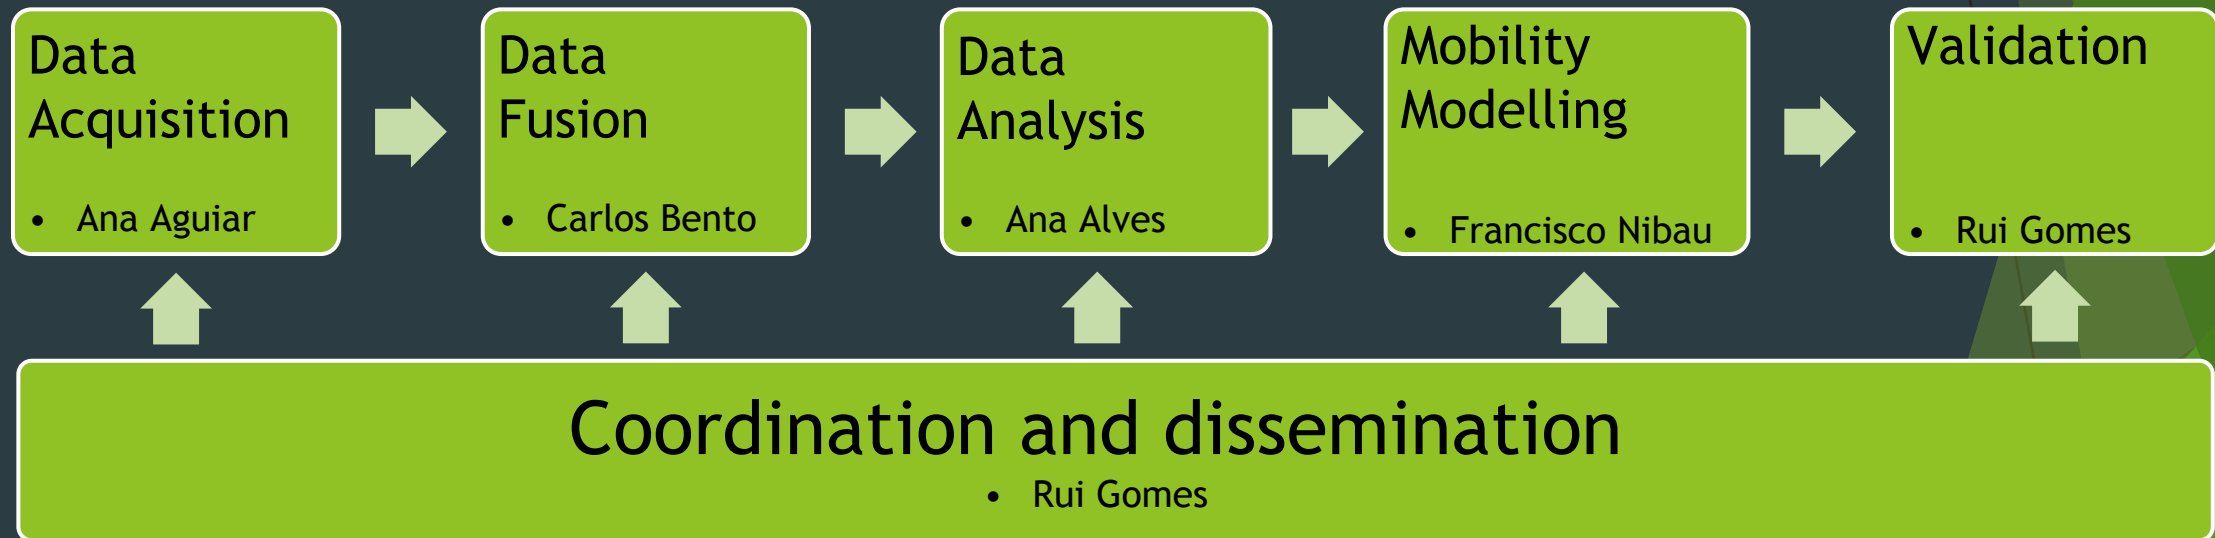 Data
Acquisition
• Ana Aguiar
Data
Fusion
• Carlos Bento
Data
Analysis
• Ana Alves
Mobility
Modelling
• Francisco Nibau
Validation
• Rui Gomes
Coordination and dissemination
• Rui Gomes